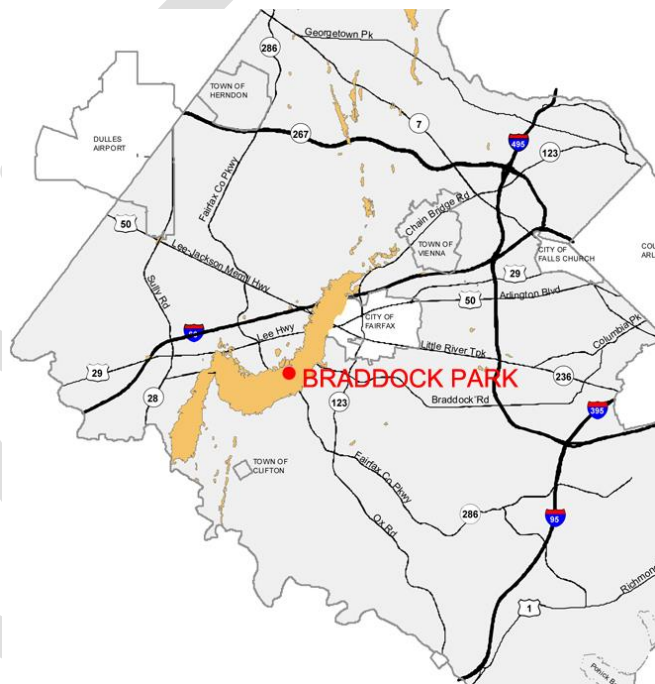 Georgetown Pk
286
TOWN OF
HERNDON
7
DULLES
AIRPORT
267
495
123
Fairfax Co Pkwy
Chain Bridge Rd
50
TOWN OF
VIENNA
Lee-Jackson Meml Hwy
CITY OF
FALLS CHURCH
29
Sully Rd
50
Arlington Blvd
CITY OF
FAIRFAX
Lee Hwy
Columbia Pk
Little River Tpk
29
BRADDOCK PARK
236
28
123
Braddock Rd
395
TOWN OF
CLIFTON
Fairfax Co Pkwy
286
95
Ox Rd
1